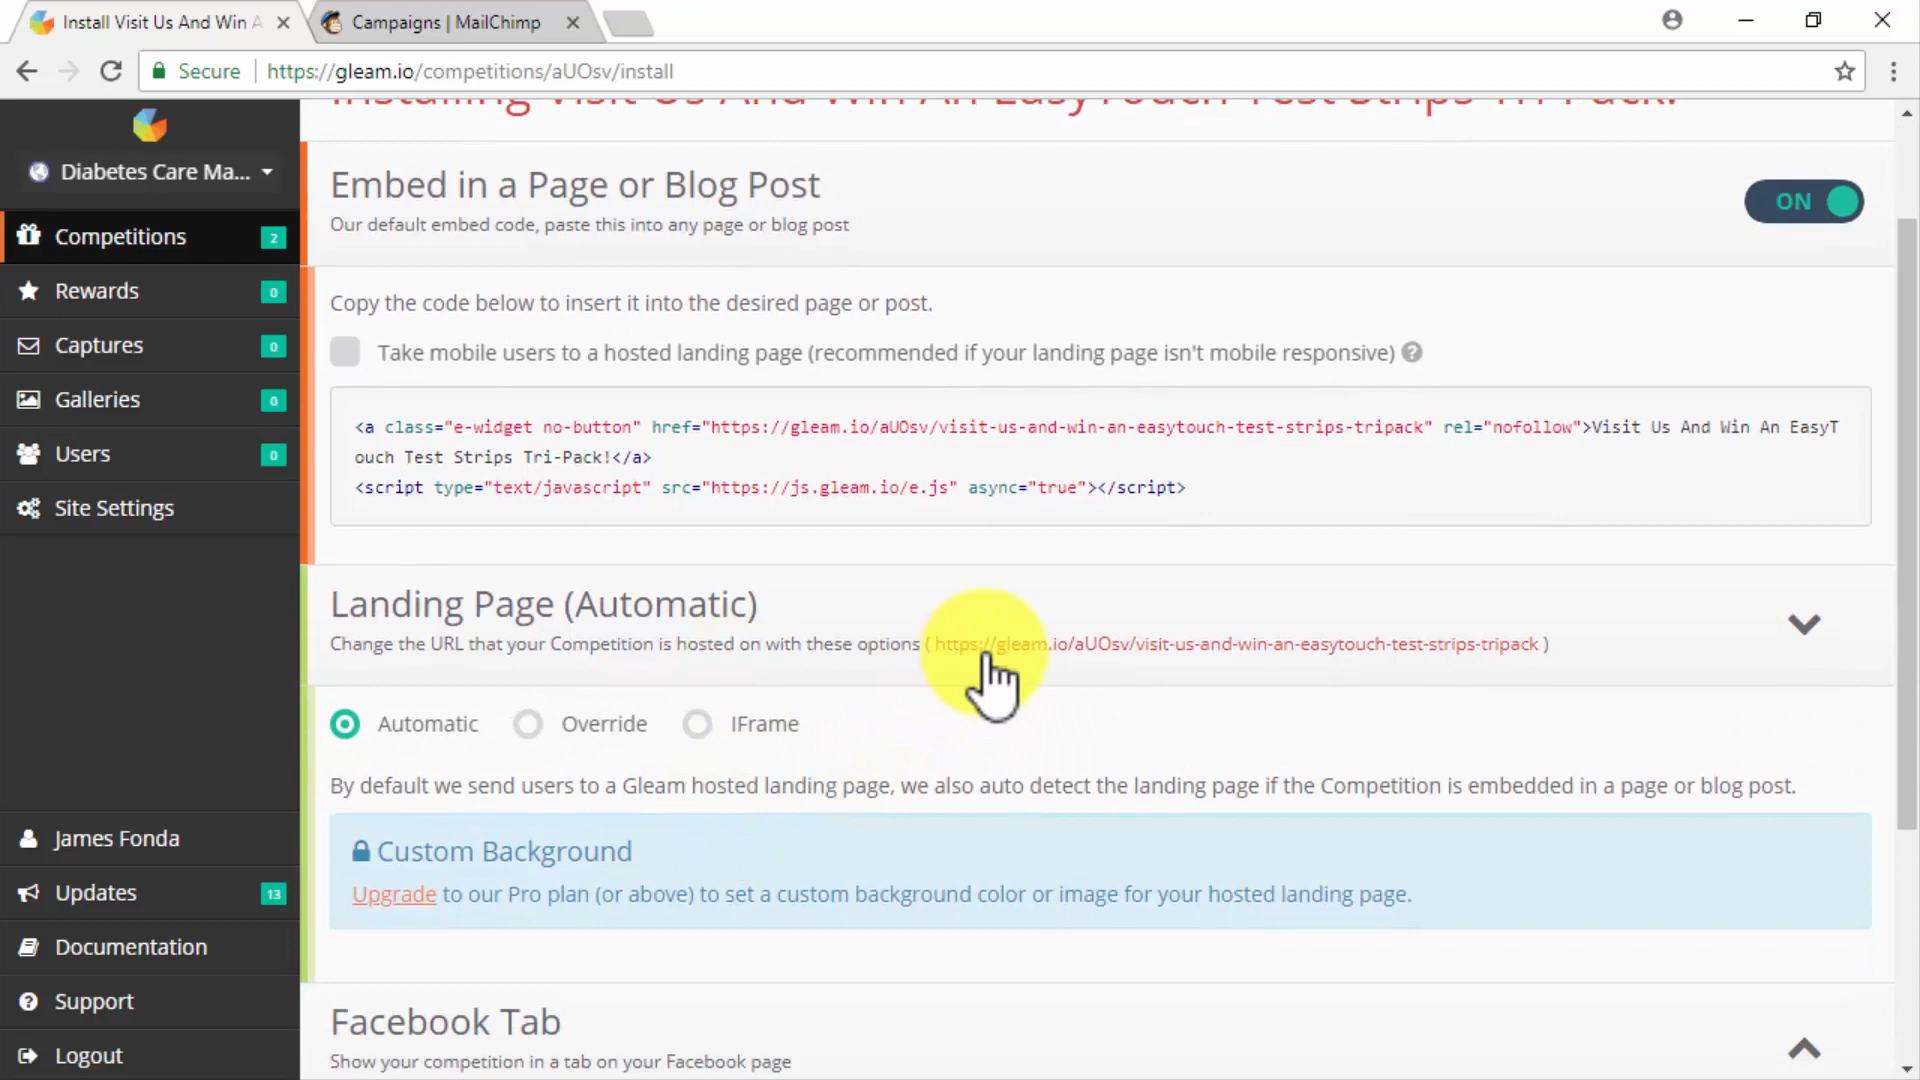 Install Visit Us And Win A
Campaigns | MailChimp
Secure
https://gleam.io/competitions/aUOsv/install
Installing Visit Us And Win An EasyTouch Test Strips Tri-Pack!
Diabetes Care Ma...
Competitions 2
Rewards 0
Captures 0
Galleries 0
Users 0
Site Settings
James Fonda
Updates 13
Documentation
Support
Logout
Embed in a Page or Blog Post
Our default embed code, paste this into any page or blog post
ON
Copy the code below to insert it into the desired page or post.
Take mobile users to a hosted landing page (recommended if your landing page isn't mobile responsive) ?
<a class="e-widget no-button" href="https://gleam.io/aUOsv/visit-us-and-win-an-easytouch-test-strips-tripack" rel="nofollow">Visit Us And Win An EasyT
ouch Test Strips Tri-Pack!</a>
<script type="text/javascript" src="https://js.gleam.io/e.js" async="true"></script>
Landing Page (Automatic)
Change the URL that your Competition is hosted on with these options ( https://gleam.io/aUOsv/visit-us-and-win-an-easytouch-test-strips-tripack )
Automatic Override IFrame
By default we send users to a Gleam hosted landing page, we also auto detect the landing page if the Competition is embedded in a page or blog post.
Custom Background
Upgrade to our Pro plan (or above) to set a custom background color or image for your hosted landing page.
Facebook Tab
Show your competition in a tab on your Facebook page